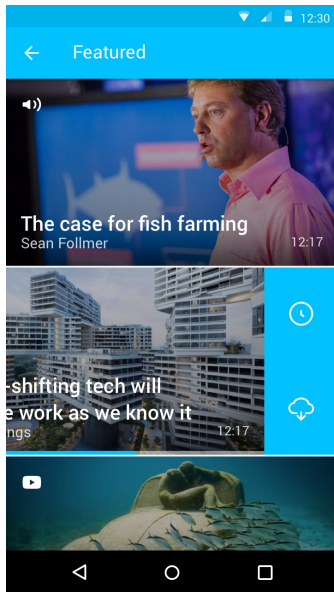 12:30
Featured
The case for fish farming
Sean Follmer
12:17
-shifting tech will
e work as we know it
ngs
12:17